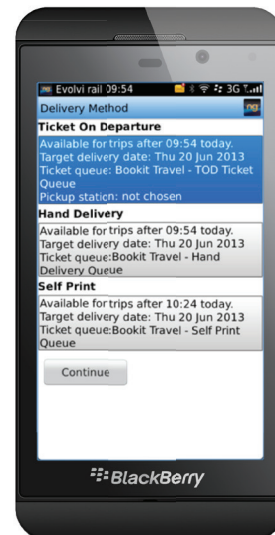 Evolvi rail 09:54 3G
Delivery Method
Ticket On Departure
Available for trips after 09:54 today.
Target delivery date: Thu 20 Jun 2013
Ticket queue: Bookit Travel - TOD Ticket
Queue
Pickup station: not chosen
Hand Delivery
Available for trips after 09:54 today.
Target delivery date: Thu 20 Jun 2013
Ticket queue:Bookit Travel - Hand
Delivery Queue
Self Print
Available for trips after 10:24 today.
Target delivery date: Thu 20 Jun 2013
Ticket queue:Bookit Travel - Self Print
Queue
Continue
BlackBerry